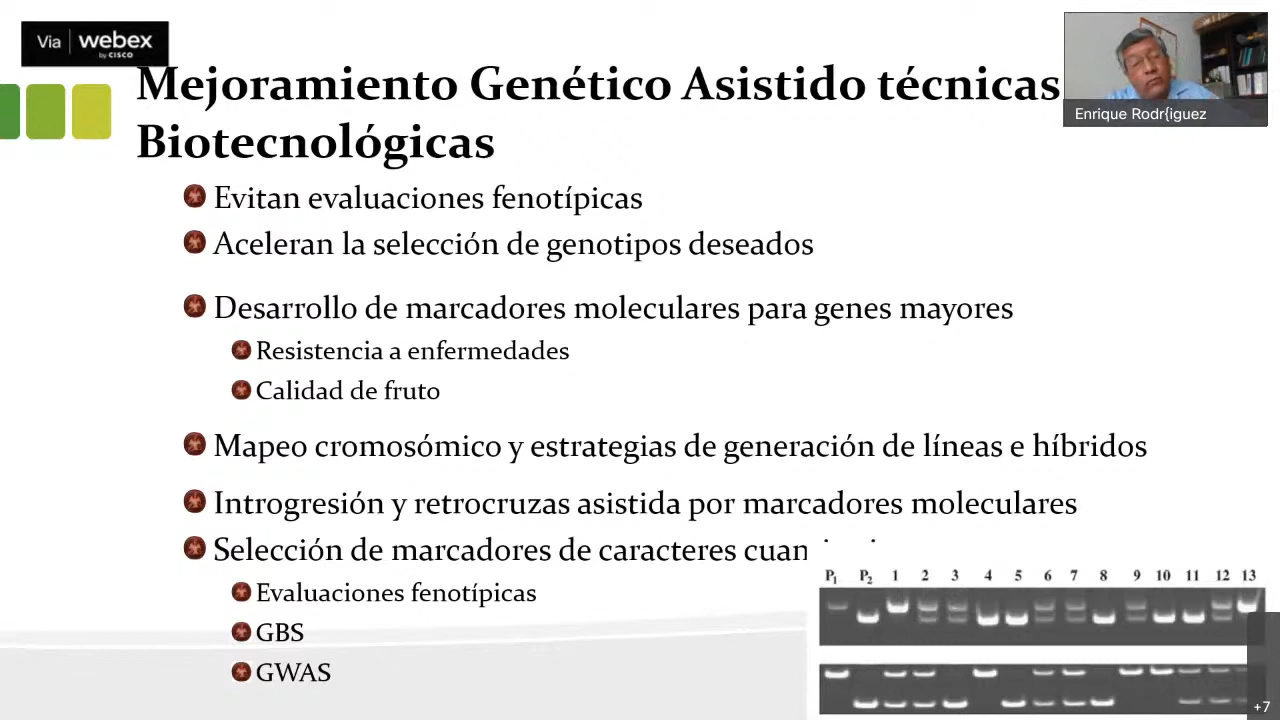 Via webex
by CISCO
Mejoramiento Genético Asistido técnicas
Biotecnológicas
Enrique Rodr{iguez
Evitan evaluaciones fenotípicas
Aceleran la selección de genotipos deseados
Desarrollo de marcadores moleculares para genes mayores
Resistencia a enfermedades
Calidad de fruto
Mapeo cromosómico y estrategias de generación de líneas e híbridos
Introgresión y retrocruzas asistida por marcadores moleculares
Selección de marcadores de caracteres
Evaluaciones fenotípicas
GBS
GWAS
P1 P2 1 2 3 4 5 6 7 8 9 10 11 12 13
+7